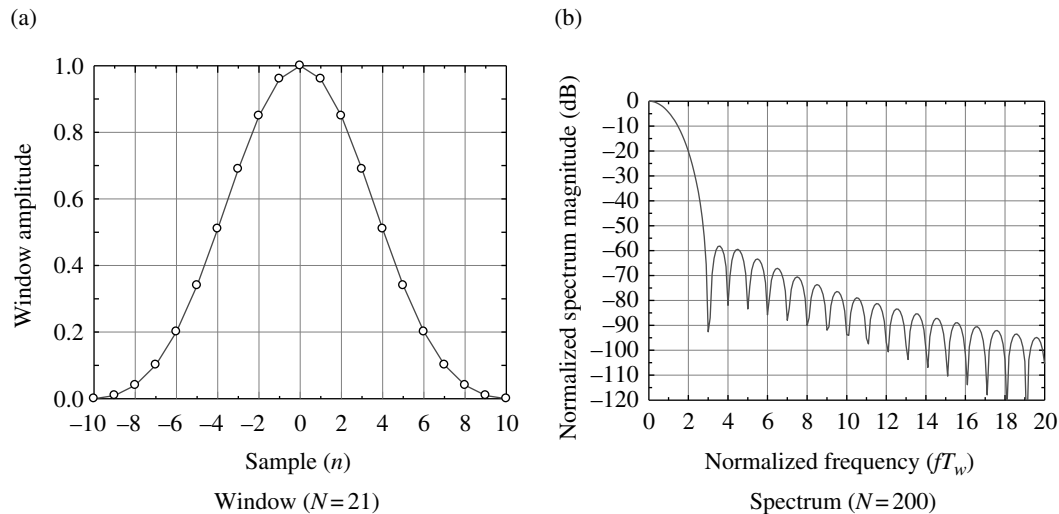 (a)
Window amplitude
1.0
0.8
0.6
0.4
0.2
0.0
−10 −8 −6 −4 −2 0 2 4 6 8 10
Sample (n)
Window (N=21)
(b)
Normalized spectrum magnitude (dB)
0
−10
−20
−30
−40
−50
−60
−70
−80
−90
−100
−110
−120
0 2 4 6 8 10 12 14 16 18 20
Normalized frequency (fTw)
Spectrum (N=200)